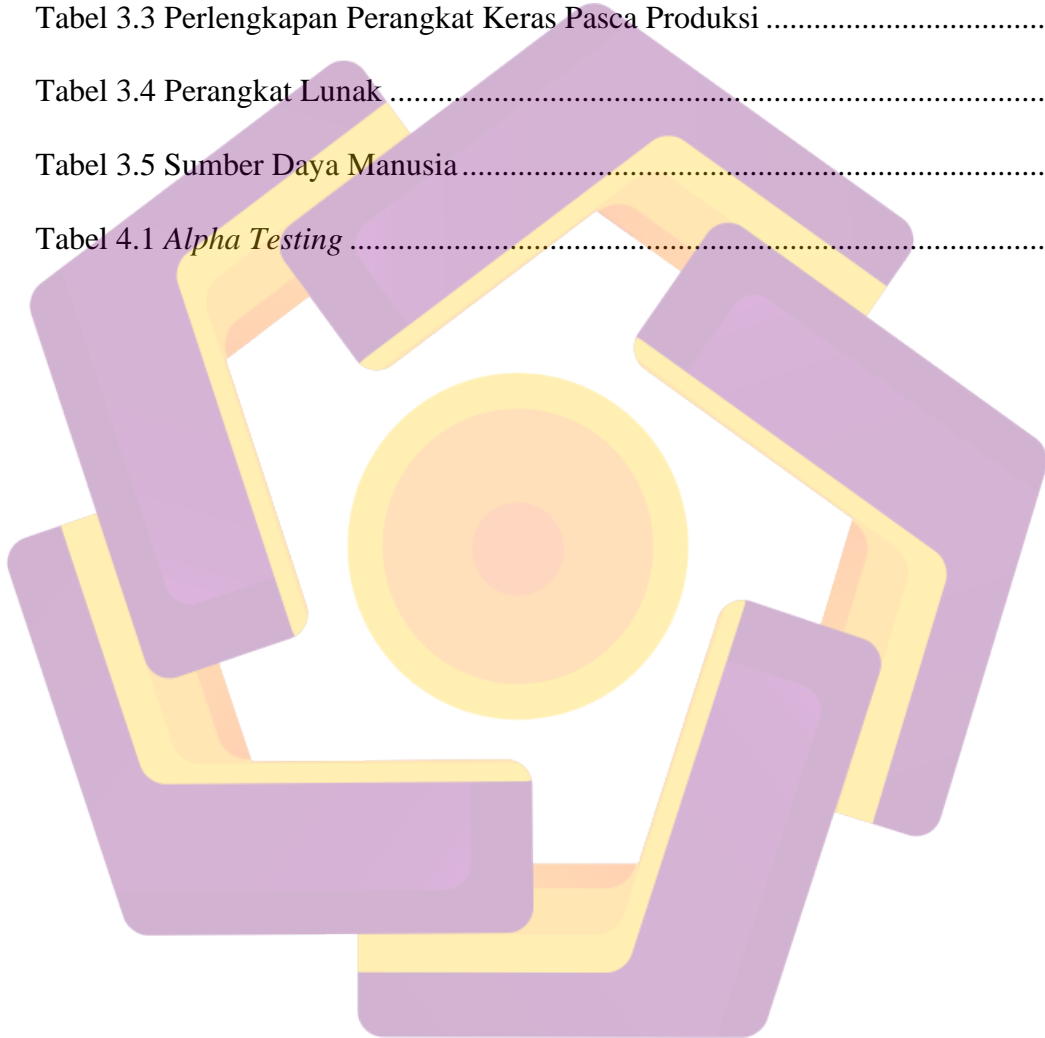 Tabel 3.3 Perlengkapan Perangkat Keras Pasca Produksi ...................................
Tabel 3.4 Perangkat Lunak ..................................................................................
Tabel 3.5 Sumber Daya Manusia .........................................................................
Tabel 4.1 Alpha Testing .......................................................................................